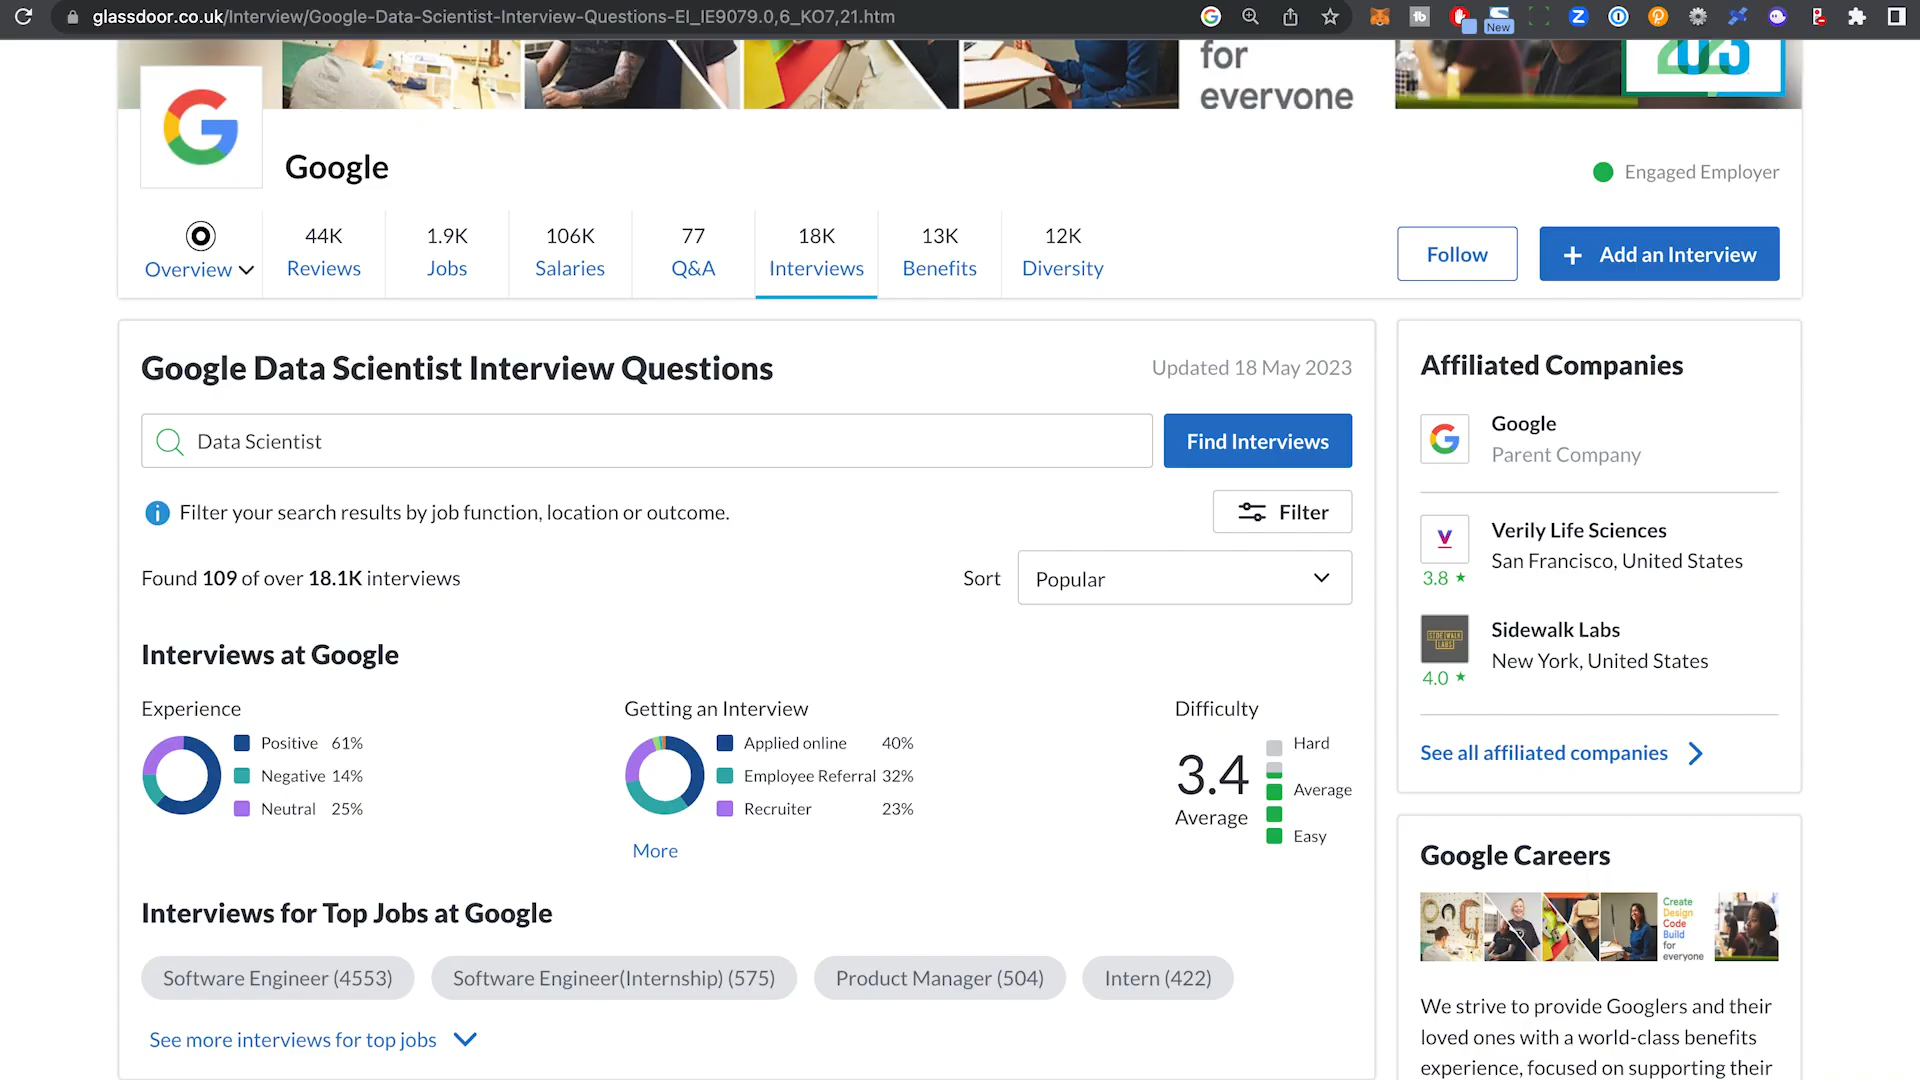 glassdoor.co.uk/Interview/Google-Data-Scientist-Interview-Questions-EI_IE9079.0,6_KO7,21.htm
New
for
everyone
Google
Engaged Employer
Overview
44K
Reviews
1.9K
Jobs
106K
Salaries
77
Q&A
18K
Interviews
13K
Benefits
12K
Diversity
Follow
+ Add an Interview
Google Data Scientist Interview Questions
Updated 18 May 2023
Data Scientist
Find Interviews
Filter your search results by job function, location or outcome.
Filter
Found 109 of over 18.1K interviews
Sort
Popular
Interviews at Google
Experience
Positive 61%
Negative 14%
Neutral 25%
Getting an Interview
Applied online 40%
Employee Referral 32%
Recruiter 23%
More
Difficulty
3.4
Average
Hard
Average
Easy
Interviews for Top Jobs at Google
Software Engineer (4553)
Software Engineer(Internship) (575)
Product Manager (504)
Intern (422)
See more interviews for top jobs
Affiliated Companies
Google
Parent Company
Verily Life Sciences
San Francisco, United States
3.8 ★
SIDEWALK
LABS
Sidewalk Labs
New York, United States
4.0 ★
See all affiliated companies
Google Careers
Create
Design
Code
Build
for
everyone
We strive to provide Googlers and their
loved ones with a world-class benefits
experience, focused on supporting their